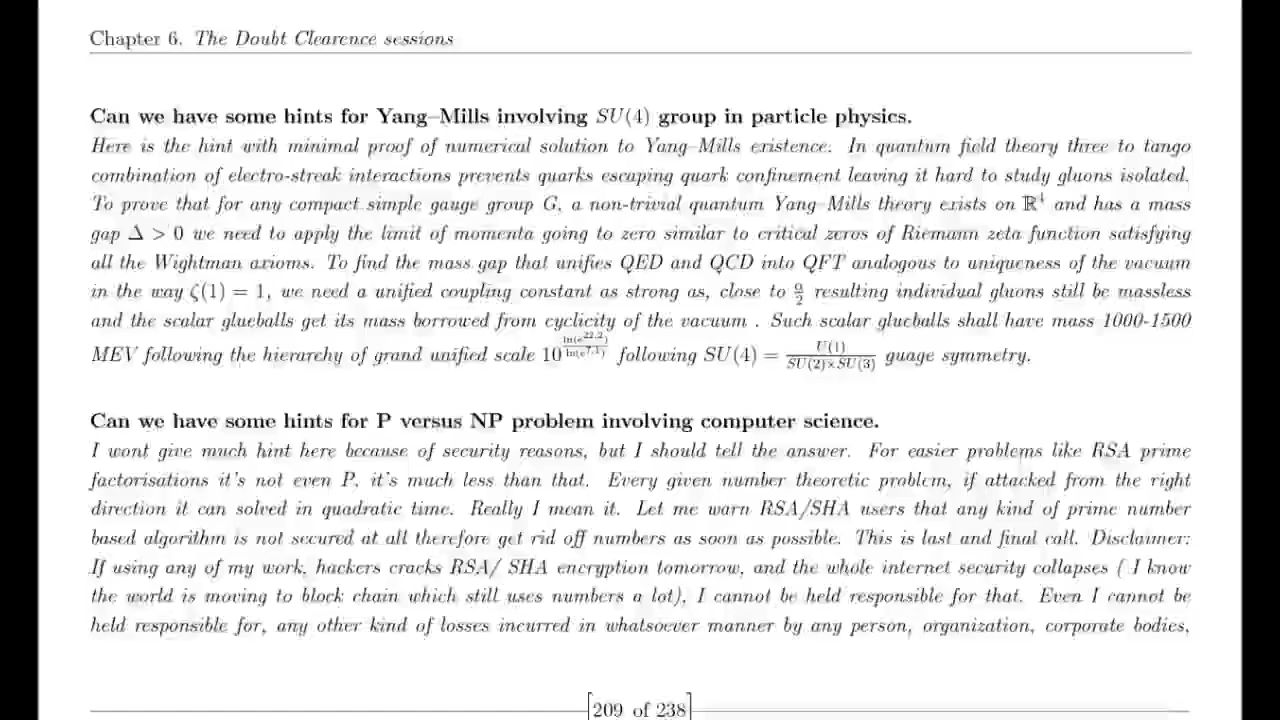 Chapter 6. The Doubt Clearence sessions
Can we have some hints for Yang–Mills involving SU(4) group in particle physics.
Here is the hint with minimal proof of numerical solution to Yang–Mills existence: In quantum field theory three to tango
combination of electro-streak interactions prevents quarks escaping quark confinement leaving it hard to study gluons isolated.
To prove that for any compact simple gauge group G, a non-trivial quantum Yang–Mills theory exists on ℝ⁴ and has a mass
gap Δ > 0 we need to apply the limit of momenta going to zero similar to critical zeros of Riemann zeta function satisfying
all the Wightman axioms. To find the mass gap that unifies QED and QCD into QFT analogous to uniqueness of the vacuum
in the way ζ(1) = 1, we need a unified coupling constant as strong as, close to α/2 resulting individual gluons still be massless
and the scalar glueballs get its mass borrowed from cyclicity of the vacuum . Such scalar glueballs shall have mass 1000-1500
MEV following the hierarchy of grand unified scale 10^(ln(e^22.2)/ln(e^7.1)) following SU(4) = U(1)/(SU(2)×SU(3)) guage symmetry.
Can we have some hints for P versus NP problem involving computer science.
I wont give much hint here because of security reasons, but I should tell the answer. For easier problems like RSA prime
factorisations it's not even P, it's much less than that. Every given number theoretic problem, if attacked from the right
direction it can solved in quadratic time. Really I mean it. Let me warn RSA/SHA users that any kind of prime number
based algorithm is not secured at all therefore get rid off numbers as soon as possible. This is last and final call. Disclaimer:
If using any of my work, hackers cracks RSA/ SHA encryption tomorrow, and the whole internet security collapses ( I know
the world is moving to block chain which still uses numbers a lot), I cannot be held responsible for that. Even I cannot be
held responsible for, any other kind of losses incurred in whatsoever manner by any person, organization, corporate bodies,
[209 of 238]